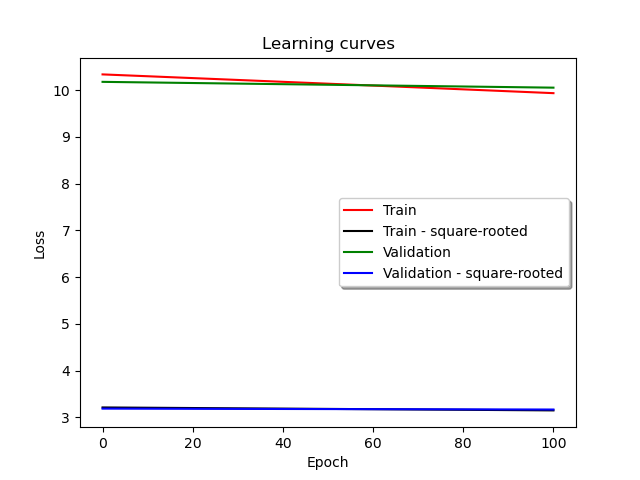 Learning curves
10
9
8
7
6
5
4
3
Loss
Train
Train - square-rooted
Validation
Validation - square-rooted
0 20 40 60 80 100
Epoch